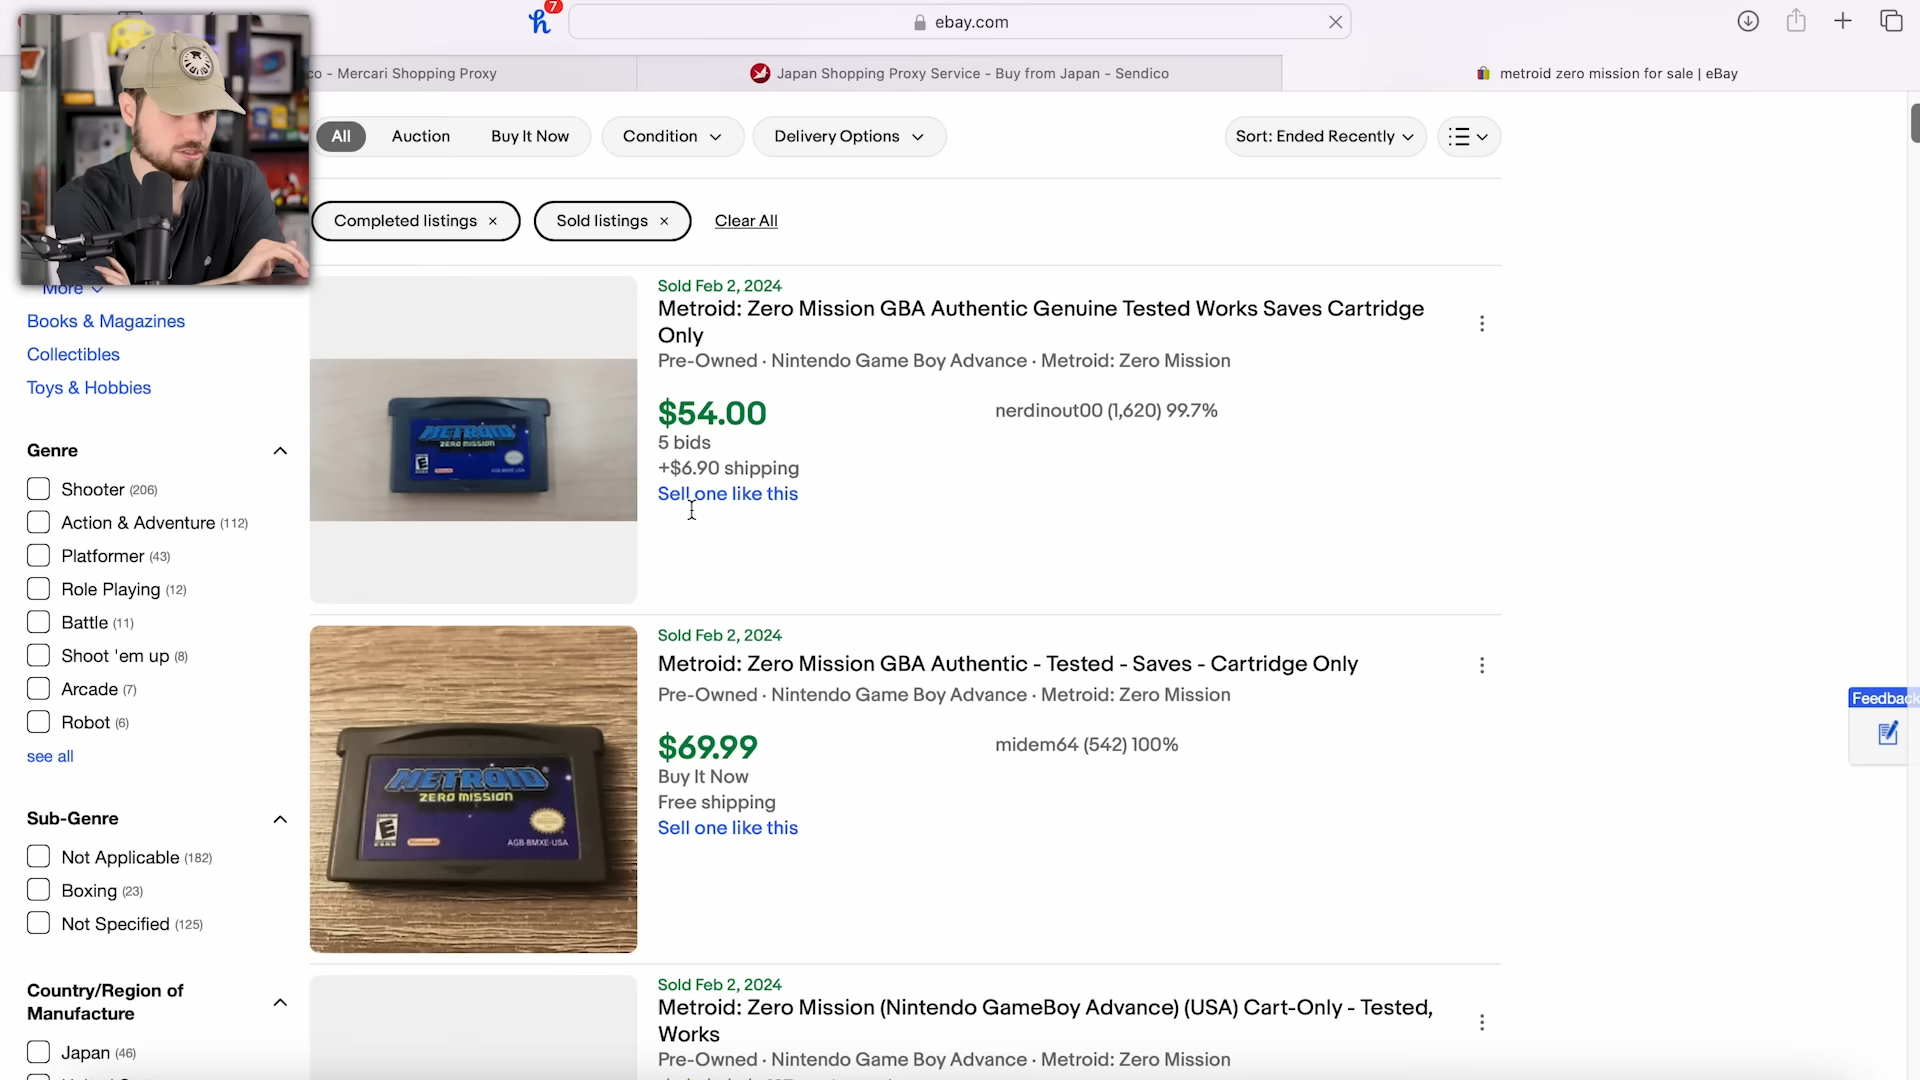 7
ebay.com
co - Mercari Shopping Proxy
Japan Shopping Proxy Service - Buy from Japan - Sendico
metroid zero mission for sale | eBay
All
Auction
Buy It Now
Condition
Delivery Options
Sort: Ended Recently
Completed listings
Sold listings
Clear All
More
Books & Magazines
Collectibles
Toys & Hobbies
Genre
Shooter (206)
Action & Adventure (112)
Platformer (43)
Role Playing (12)
Battle (11)
Shoot 'em up (8)
Arcade (7)
Robot (6)
see all
Sub-Genre
Not Applicable (182)
Boxing (23)
Not Specified (125)
Country/Region of
Manufacture
Japan (46)
Sold Feb 2, 2024
Metroid: Zero Mission GBA Authentic Genuine Tested Works Saves Cartridge
Only
Pre-Owned · Nintendo Game Boy Advance · Metroid: Zero Mission
$54.00
nerdinout00 (1,620) 99.7%
5 bids
+$6.90 shipping
Sell one like this
METROID
ZERO MISSION
E
Sold Feb 2, 2024
Metroid: Zero Mission GBA Authentic - Tested - Saves - Cartridge Only
Pre-Owned · Nintendo Game Boy Advance · Metroid: Zero Mission
$69.99
midem64 (542) 100%
Buy It Now
Free shipping
Sell one like this
METROID
ZERO MISSION
E
Nintendo
AGB-BMXE-USA
Sold Feb 2, 2024
Metroid: Zero Mission (Nintendo GameBoy Advance) (USA) Cart-Only - Tested,
Works
Pre-Owned · Nintendo Game Boy Advance · Metroid: Zero Mission
Feedback